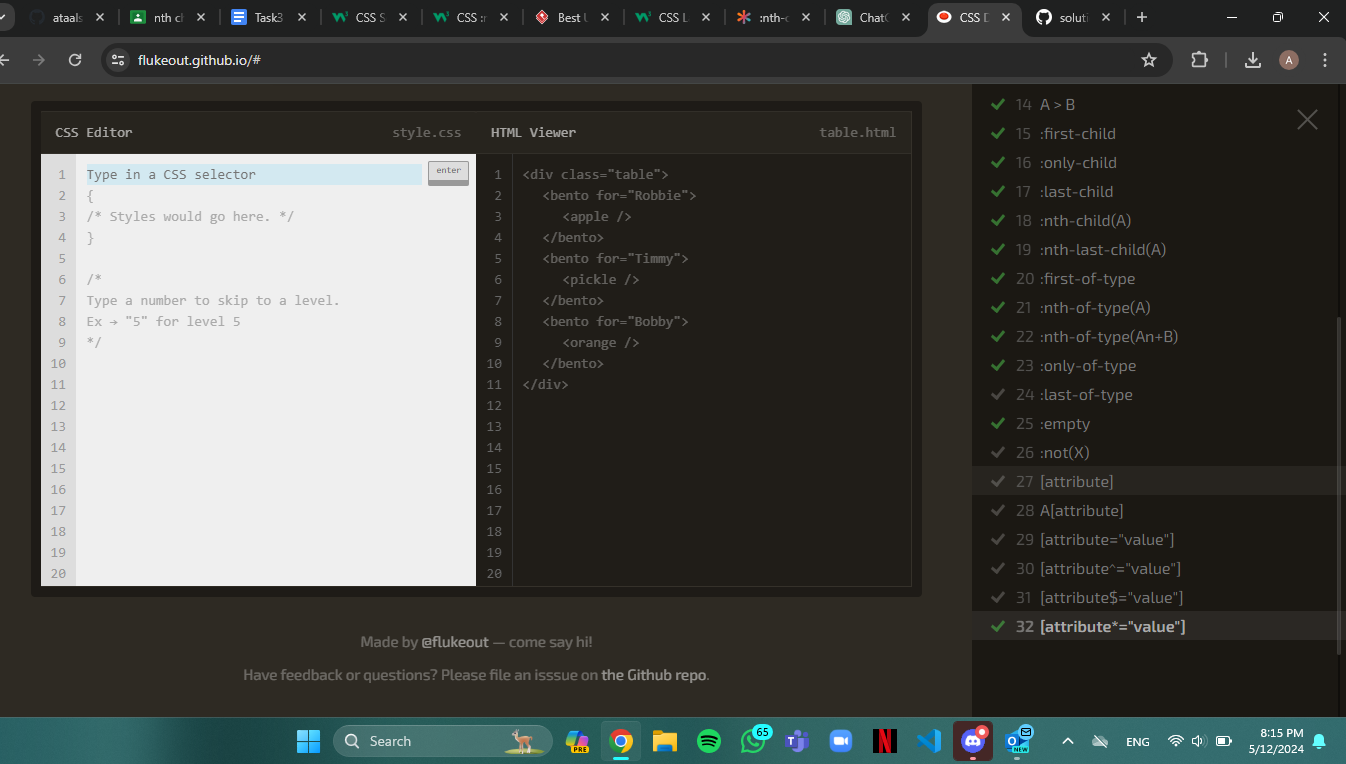 ataals
nth cl
Task3
CSS S
CSS :r
Best U
CSS L
:nth-c
ChatG
CSS D
soluti
flukeout.github.io/#
A
CSS Editor style.css HTML Viewer table.html
1 Type in a CSS selector
enter
2 {
3 /* Styles would go here. */
4 }
5
6 /*
7 Type a number to skip to a level.
8 Ex → "5" for level 5
9 */
10
11
12
13
14
15
16
17
18
19
20
1 <div class="table">
2 <bento for="Robbie">
3 <apple />
4 </bento>
5 <bento for="Timmy">
6 <pickle />
7 </bento>
8 <bento for="Bobby">
9 <orange />
10 </bento>
11 </div>
12
13
14
15
16
17
18
19
20
Made by @flukeout — come say hi!
Have feedback or questions? Please file an isssue on the Github repo.
14 A > B
15 :first-child
16 :only-child
17 :last-child
18 :nth-child(A)
19 :nth-last-child(A)
20 :first-of-type
21 :nth-of-type(A)
22 :nth-of-type(An+B)
23 :only-of-type
24 :last-of-type
25 :empty
26 :not(X)
27 [attribute]
28 A[attribute]
29 [attribute="value"]
30 [attribute^="value"]
31 [attribute$="value"]
32 [attribute*="value"]
Search
PRE
65
NEW
ENG
8:15 PM
5/12/2024